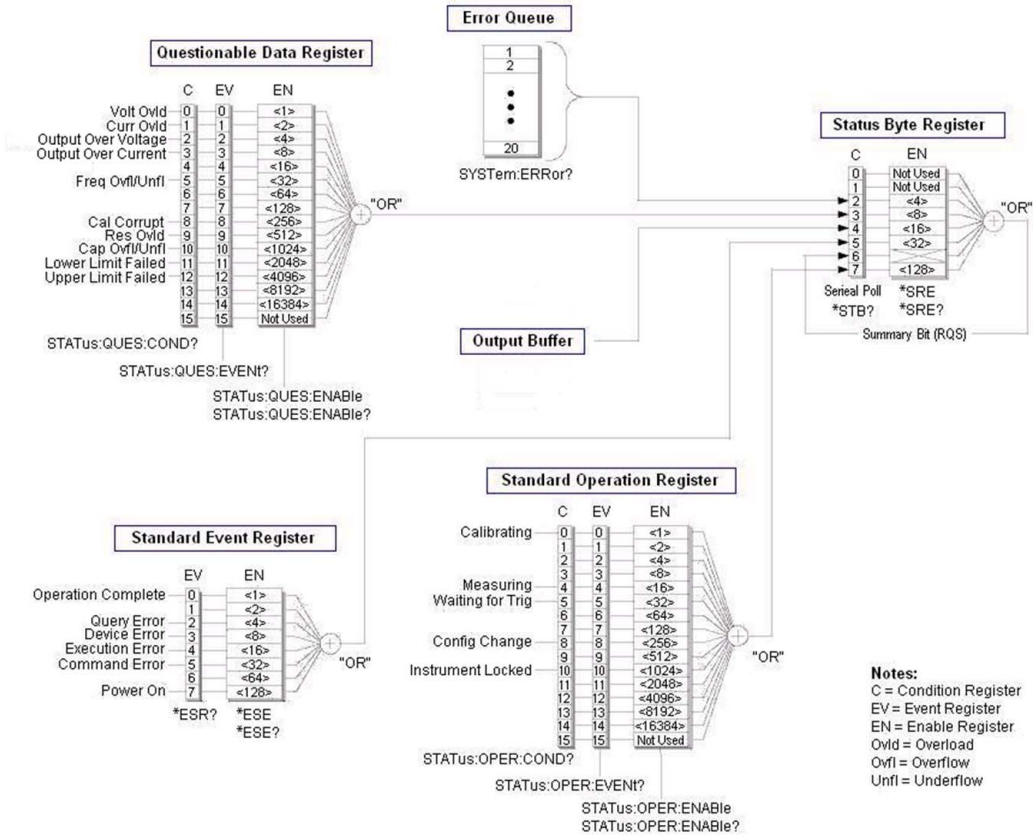 Error Queue
1
2
20
SYSTem:ERRor?
Questionable Data Register
C EV EN
Volt Ovld 0 0 <1>
Curr Ovld 1 1 <2>
Output Over Voltage 2 2 <4>
Output Over Current 3 3 <8>
4 4 <16>
Freq Ovfl/Unfl 5 5 <32>
6 6 <64>
7 7 <128>
Cal Corrupt 8 8 <256>
Res Ovld 9 9 <512>
Cap Ovfl/Unfl 10 10 <1024>
Lower Limit Failed 11 11 <2048>
Upper Limit Failed 12 12 <4096>
13 13 <8192>
14 14 <16384>
15 15 Not Used
"OR"
STATus:QUES:COND?
STATus:QUES:EVENt?
STATus:QUES:ENABle
STATus:QUES:ENABle?
Status Byte Register
C EN
0 Not Used
1 Not Used
2 <4>
3 <8>
4 <16>
5 <32>
6
7 <128>
"OR"
Serieal Poll *SRE
*STB? *SRE?
Summary Bit (RQS)
Output Buffer
Standard Event Register
EV EN
Operation Complete 0 <1>
1 <2>
Query Error 2 <4>
Device Error 3 <8>
Execution Error 4 <16>
Command Error 5 <32>
6 <64>
Power On 7 <128>
"OR"
*ESR? *ESE
*ESE?
Standard Operation Register
C EV EN
Calibrating 0 0 <1>
1 1 <2>
2 2 <4>
3 3 <8>
Measuring 4 4 <16>
Waiting for Trig 5 5 <32>
6 6 <64>
7 7 <128>
Config Change 8 8 <256>
9 9 <512>
Instrument Locked 10 10 <1024>
11 11 <2048>
12 12 <4096>
13 13 <8192>
14 14 <16384>
15 15 Not Used
"OR"
STATus:OPER:COND?
STATus:OPER:EVENt?
STATus:OPER:ENABle
STATus:OPER:ENABle?
Notes:
C = Condition Register
EV = Event Register
EN = Enable Register
Ovld = Overload
Ovfl = Overflow
Unfl = Underflow